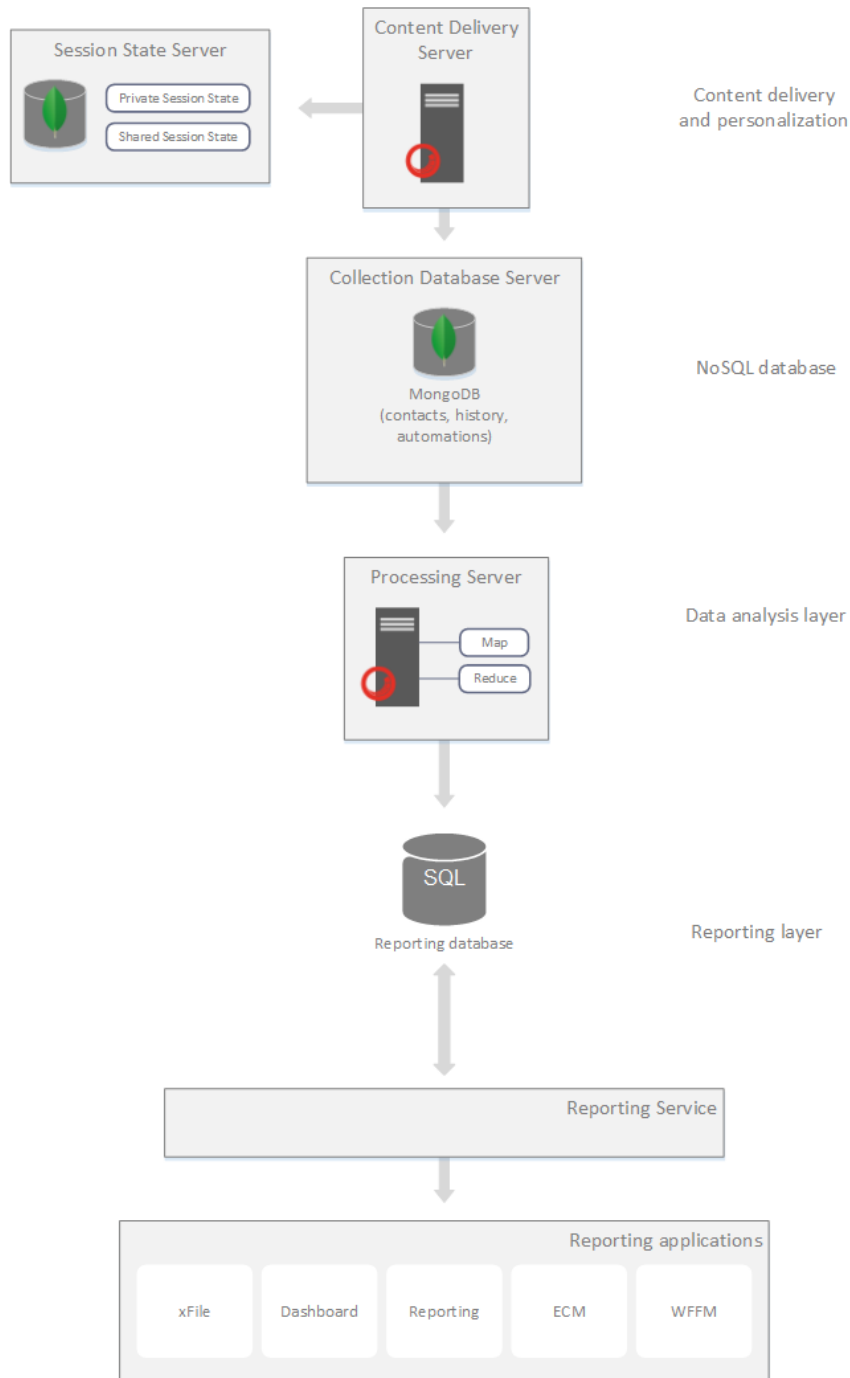 Session State Server
Private Session State
Shared Session State
Content Delivery
Server
Content delivery
and personalization
Collection Database Server
MongoDB
(contacts, history,
automations)
NoSQL database
Processing Server
Map
Reduce
Data analysis layer
SQL
Reporting database
Reporting layer
Reporting Service
Reporting applications
xFile
Dashboard
Reporting
ECM
WFFM